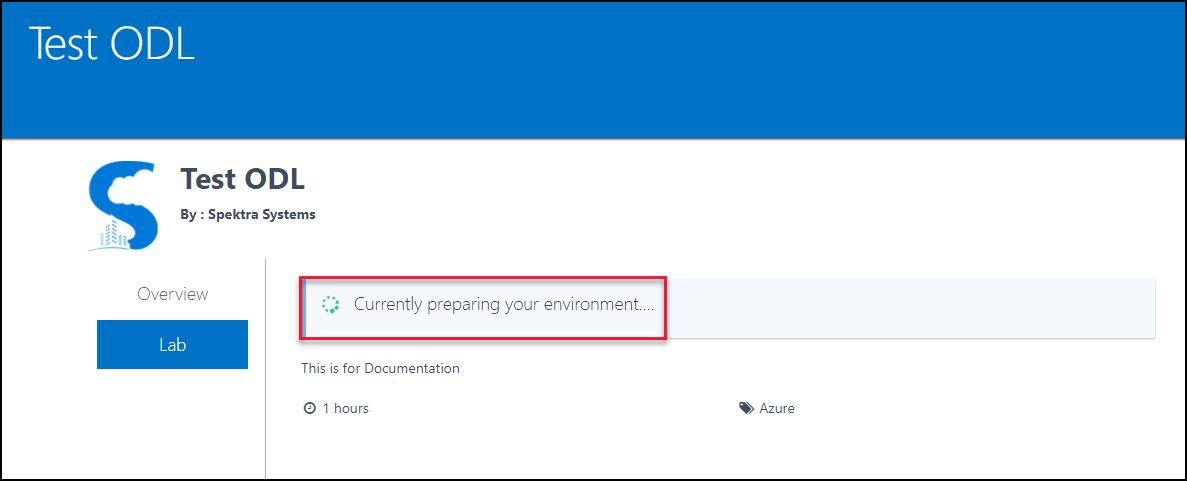 Test ODL
Test ODL
By : Spektra Systems
Overview
Lab
Currently preparing your environment....
This is for Documentation
1 hours
Azure